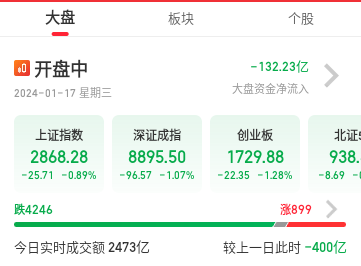 大盘 板块 个股
开盘中 -132.23亿
2024-01-17 星期三 大盘资金净流入
上证指数 深证成指 创业板 北证
2868.28 8895.50 1729.88 938.
-25.71 -0.89% -96.57 -1.07% -22.35 -1.28% -8.69
跌4246 涨899
今日实时成交额 2473亿 较上一日此时 -400亿